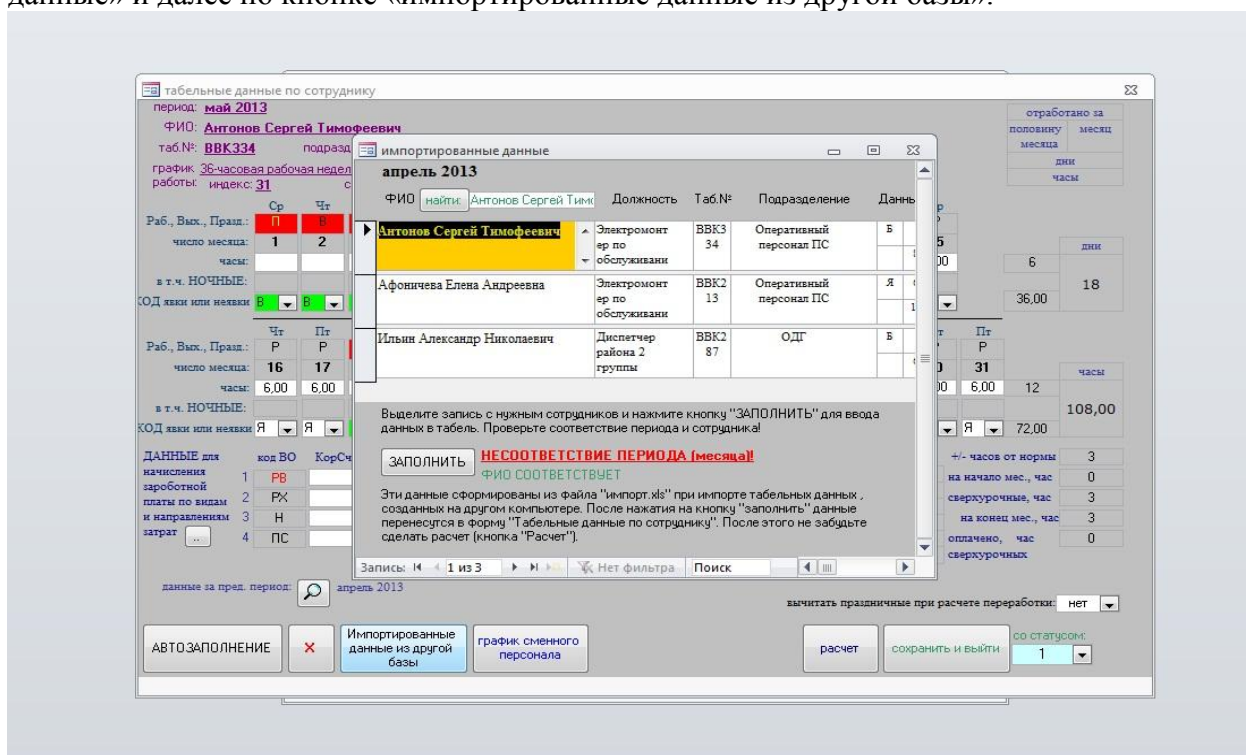 данные» и далее по кнопке «импортированные данные из другой базы».
табельные данные по сотруднику
период: май 2013
ФИО: Антонов Сергей Тимофеевич
таб.№: ВВК334 подразд
график 36-часовая рабочая недел
работы: индекс: 31 с
отработано за
половину месяца месяц
дни
часы
Ср Чт
Раб., Вых., Празд.: П В
число месяца: 1 2 5
часы: 00 6
в т.ч. НОЧНЫЕ:
КОД явки или неявки В В 36,00
дни
18
Чт Пт Пт
Раб., Вых., Празд.: Р Р Р
число месяца: 16 17 31
часы: 6,00 6,00 00 6,00 12
в т.ч. НОЧНЫЕ:
КОД явки или неявки Я Я Я 72,00
часы
108,00
ДАННЫЕ для начисления зароботной платы по видам и направлениям затрат ..
код ВО КорСч
1 РВ
2 РХ
3 Н
4 ПС
+/- часов от нормы 3
на начало мес., час 0
сверхурочные, час 3
на конец мес., час 3
оплачено, час сверхурочных 0
импортированные данные
апрель 2013
ФИО найти: Антонов Сергей Тимо Должность Таб.№ Подразделение Даннь
Антонов Сергей Тимофеевич Электромонтер по обслуживани ВВК334 Оперативный персонал ПС Б
Афоничева Елена Андреевна Электромонтер по обслуживани ВВК213 Оперативный персонал ПС Я
Ильин Александр Николаевич Диспетчер района 2 группы ВВК287 ОДГ Б
Выделите запись с нужным сотрудников и нажмите кнопку "ЗАПОЛНИТЬ" для ввода
данных в табель. Проверьте соответствие периода и сотрудника!
ЗАПОЛНИТЬ НЕСООТВЕТСТВИЕ ПЕРИОДА (месяца)!
ФИО СООТВЕТСТВУЕТ
Эти данные сформированы из файла "импорт.xls" при импорте табельных данных ,
созданных на другом компьютере. После нажатия на кнопку "заполнить" данные
перенесутся в форму "Табельные данные по сотруднику". После этого не забудьте
сделать расчет (кнопка "Расчет").
Запись: 1 из 3 Нет фильтра Поиск
данные за пред. период: апрель 2013
вычитать праздничные при расчете переработки: нет
АВТОЗАПОЛНЕНИЕ
Импортированные данные из другой базы
график сменного персонала
расчет
сохранить и выйти
со статусом:
1